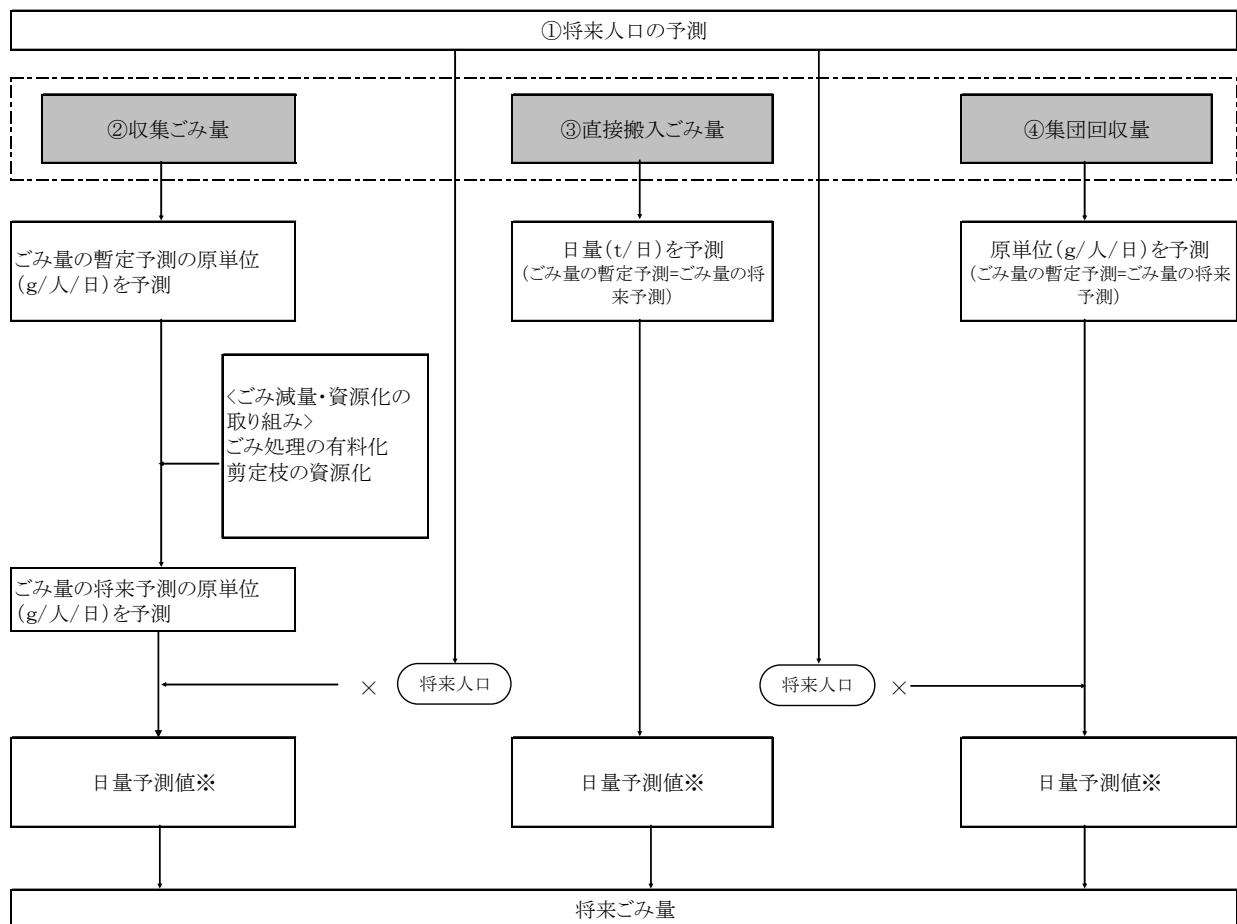 ①将来人口の予測
②収集ごみ量
③直接搬入ごみ量
④集団回収量
ごみ量の暫定予測の原単位
(g/人/日)を予測
日量(t/日)を予測
(ごみ量の暫定予測=ごみ量の将
来予測)
原単位(g/人/日)を予測
(ごみ量の暫定予測=ごみ量の将来
予測)
<ごみ減量・資源化の
取り組み>
ごみ処理の有料化
剪定枝の資源化
ごみ量の将来予測の原単位
(g/人/日)を予測
× 将来人口
将来人口 ×
日量予測値※
日量予測値※
日量予測値※
将来ごみ量